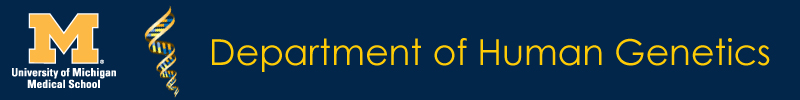 M®
University of Michigan
Medical School
Department of Human Genetics